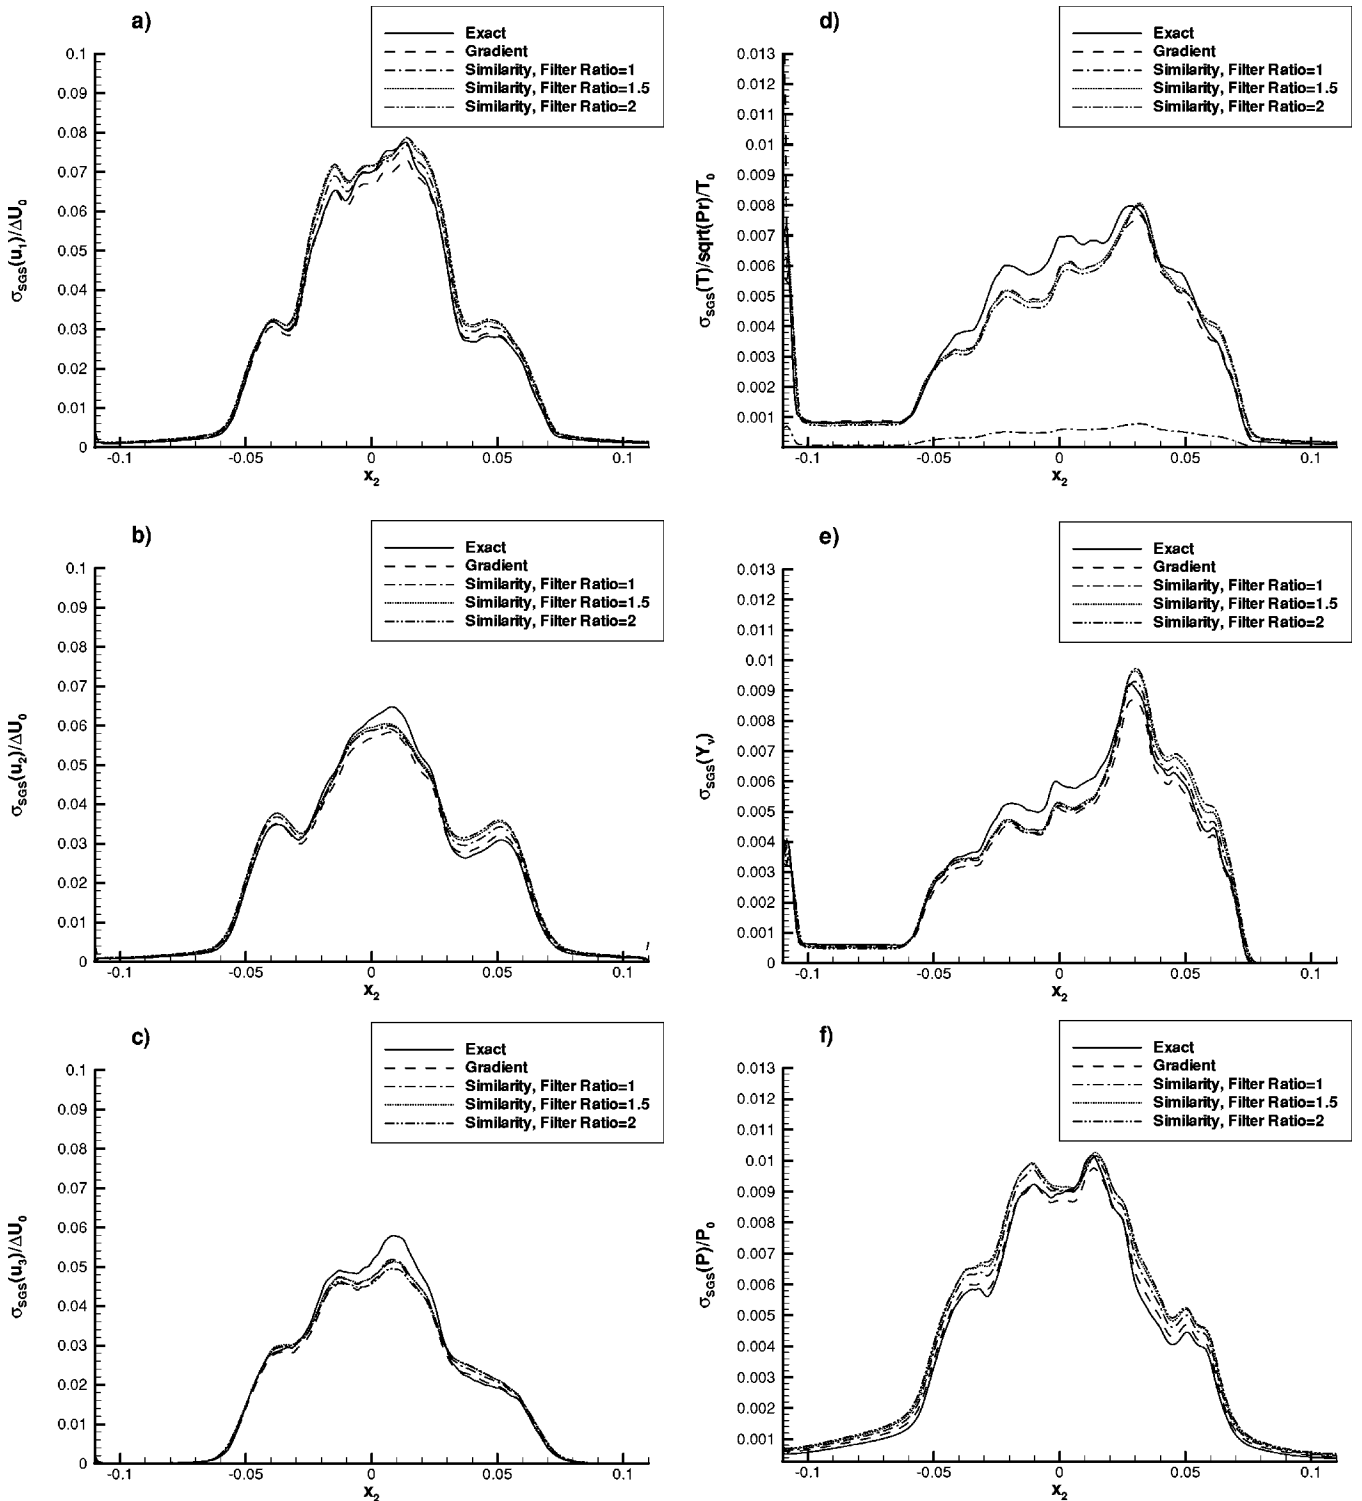 a)
Exact
Gradient
Similarity, Filter Ratio=1
Similarity, Filter Ratio=1.5
Similarity, Filter Ratio=2
0.1
0.09
0.08
0.07
0.06
0.05
0.04
0.03
0.02
0.01
0
-0.1 -0.05 0 0.05 0.1
x₂
σSGS(u₁)/ΔU₀
d)
Exact
Gradient
Similarity, Filter Ratio=1
Similarity, Filter Ratio=1.5
Similarity, Filter Ratio=2
0.013
0.012
0.011
0.01
0.009
0.008
0.007
0.006
0.005
0.004
0.003
0.002
0.001
-0.1 -0.05 0 0.05 0.1
x₂
σSGS(T)/sqrt(Pr)/T₀
b)
Exact
Gradient
Similarity, Filter Ratio=1
Similarity, Filter Ratio=1.5
Similarity, Filter Ratio=2
0.1
0.09
0.08
0.07
0.06
0.05
0.04
0.03
0.02
0.01
0
-0.1 -0.05 0 0.05 0.1
x₂
σSGS(u₂)/ΔU₀
e)
Exact
Gradient
Similarity, Filter Ratio=1
Similarity, Filter Ratio=1.5
Similarity, Filter Ratio=2
0.013
0.012
0.011
0.01
0.009
0.008
0.007
0.006
0.005
0.004
0.003
0.002
0.001
0
-0.1 -0.05 0 0.05 0.1
x₂
σSGS(Yᵥ)
c)
Exact
Gradient
Similarity, Filter Ratio=1
Similarity, Filter Ratio=1.5
Similarity, Filter Ratio=2
0.1
0.09
0.08
0.07
0.06
0.05
0.04
0.03
0.02
0.01
0
-0.1 -0.05 0 0.05 0.1
x₂
σSGS(u₃)/ΔU₀
f)
Exact
Gradient
Similarity, Filter Ratio=1
Similarity, Filter Ratio=1.5
Similarity, Filter Ratio=2
0.013
0.012
0.011
0.01
0.009
0.008
0.007
0.006
0.005
0.004
0.003
0.002
0.001
-0.1 -0.05 0 0.05 0.1
x₂
σSGS(P)/P₀